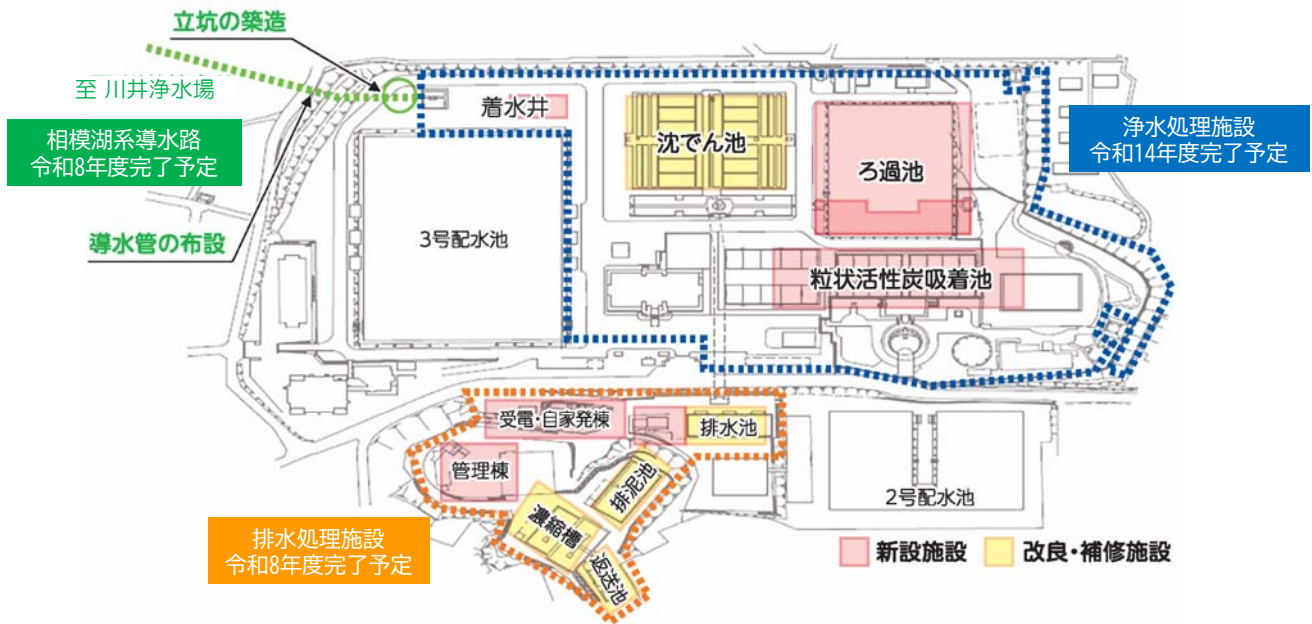 立坑の築造
至 川井浄水場
相模湖系導水路
令和8年度完了予定
導水管の布設
着水井
沈でん池
ろ過池
浄水処理施設
令和14年度完了予定
3号配水池
粒状活性炭吸着池
受電・自家発棟
排水池
管理棟
排泥池
2号配水池
濃縮槽
返送池
排水処理施設
令和8年度完了予定
新設施設
改良・補修施設